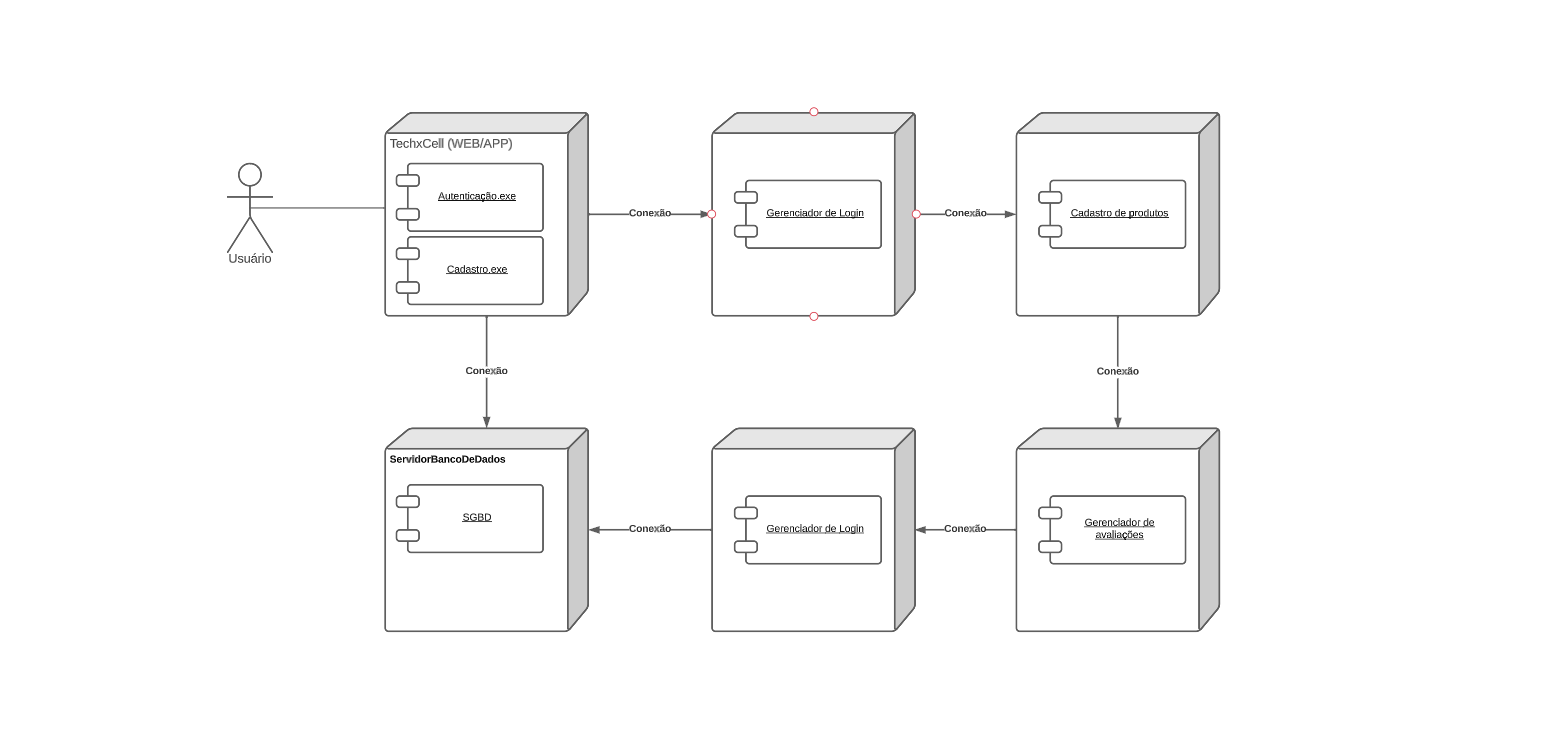 TechxCell (WEB/APP)
Autenticação.exe
Cadastro.exe
Usuário
Conexão
Gerenciador de Login
Conexão
Cadastro de produtos
Conexão
Conexão
ServidorBancoDeDados
SGBD
Conexão
Gerenciador de Login
Conexão
Gerenciador de
avaliações